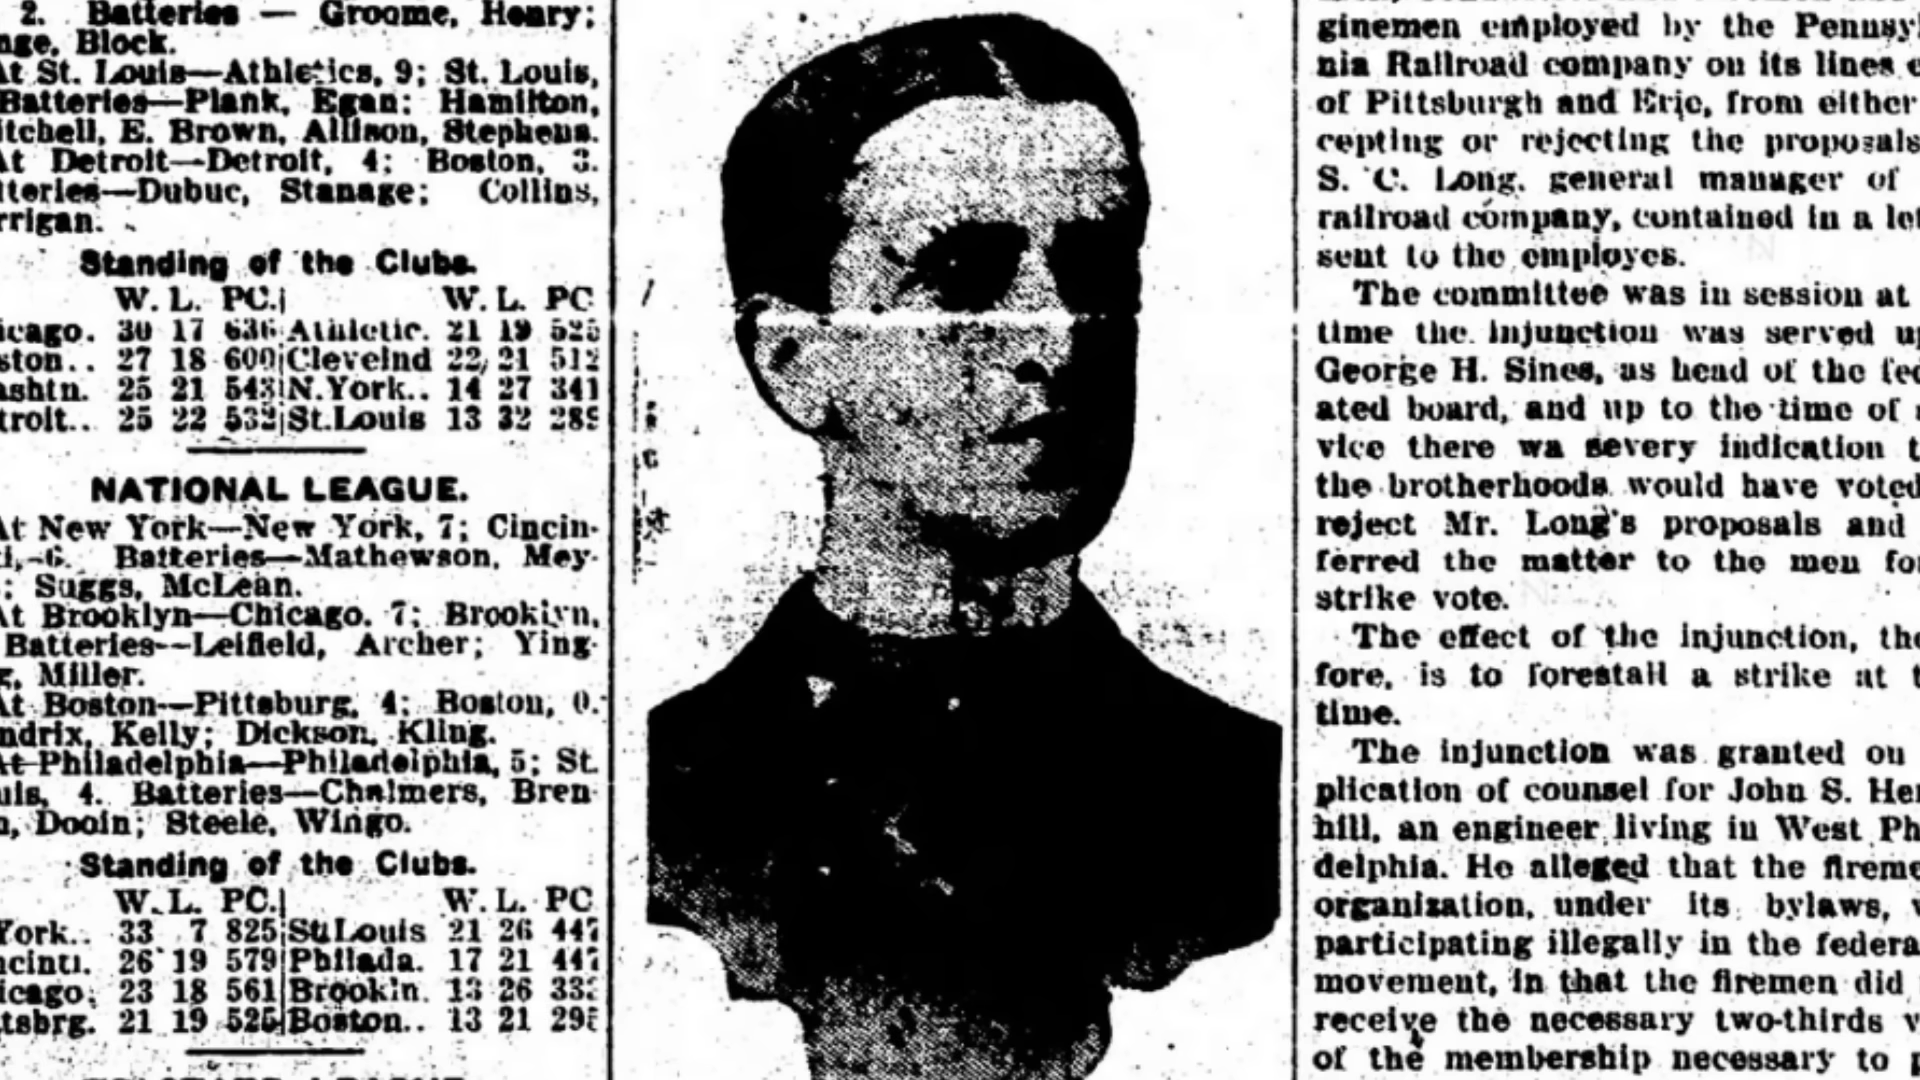 2. Batteries — Groome, Henry;
nge, Block.
At St. Louis—Athletics, 9; St. Louis,
Batteries—Plank, Egan; Hamilton,
itchell, E. Brown, Allison, Stephens.
At Detroit—Detroit, 4; Boston, 3.
tteries—Dubuc, Stanage; Collins,
rrigan.
Standing of the Clubs.
W. L. PC.| W. L. PC
icago. 30 17 636|Athletic. 21 19 525
ston.. 27 18 600|Clevelnd 22 21 512
ashtn. 25 21 543|N.York.. 14 27 341
troit.. 25 22 532|St.Louis 13 32 289
NATIONAL LEAGUE.
At New York—New York, 7; Cincin-
ti, 6. Batteries—Mathewson, Mey-
; Suggs, McLean.
At Brooklyn—Chicago, 7; Brooklyn,
Batteries—Leifield, Archer; Ying-
g, Miller.
At Boston—Pittsburg, 4; Boston, 0.
ndrix, Kelly; Dickson, Kling.
At Philadelphia—Philadelphia, 5; St.
uis, 4. Batteries—Chalmers, Bren-
n, Dooin; Steele, Wingo.
Standing of the Clubs.
W. L. PC.| W. L. PC
York.. 33 7 825|St.Louis 21 26 447
ncinti. 26 19 579|Philada. 17 21 447
icago. 23 18 561|Brookln. 13 26 333
tsbrg. 21 19 525|Boston.. 13 21 295
ginemen employed by the Pennsyl
nia Railroad company on its lines e
of Pittsburgh and Erie, from either
cepting or rejecting the proposals
S. C. Long, general manager of
railroad company, contained in a let
sent to the employes.
The committee was in session at
time the injunction was served up
George H. Sines, as head of the fed
ated board, and up to the time of
vice there wa severy indication t
the brotherhoods would have voted
reject Mr. Long's proposals and
ferred the matter to the men for
strike vote.
The effect of the injunction, the
fore, is to forestall a strike at t
time.
The injunction was granted on
plication of counsel for John S. Hem
hill, an engineer living in West Ph
delphia. He alleged that the fireme
organization, under its bylaws, w
participating illegally in the federa
movement, in that the firemen did
receive the necessary two-thirds v
of the membership necessary to p